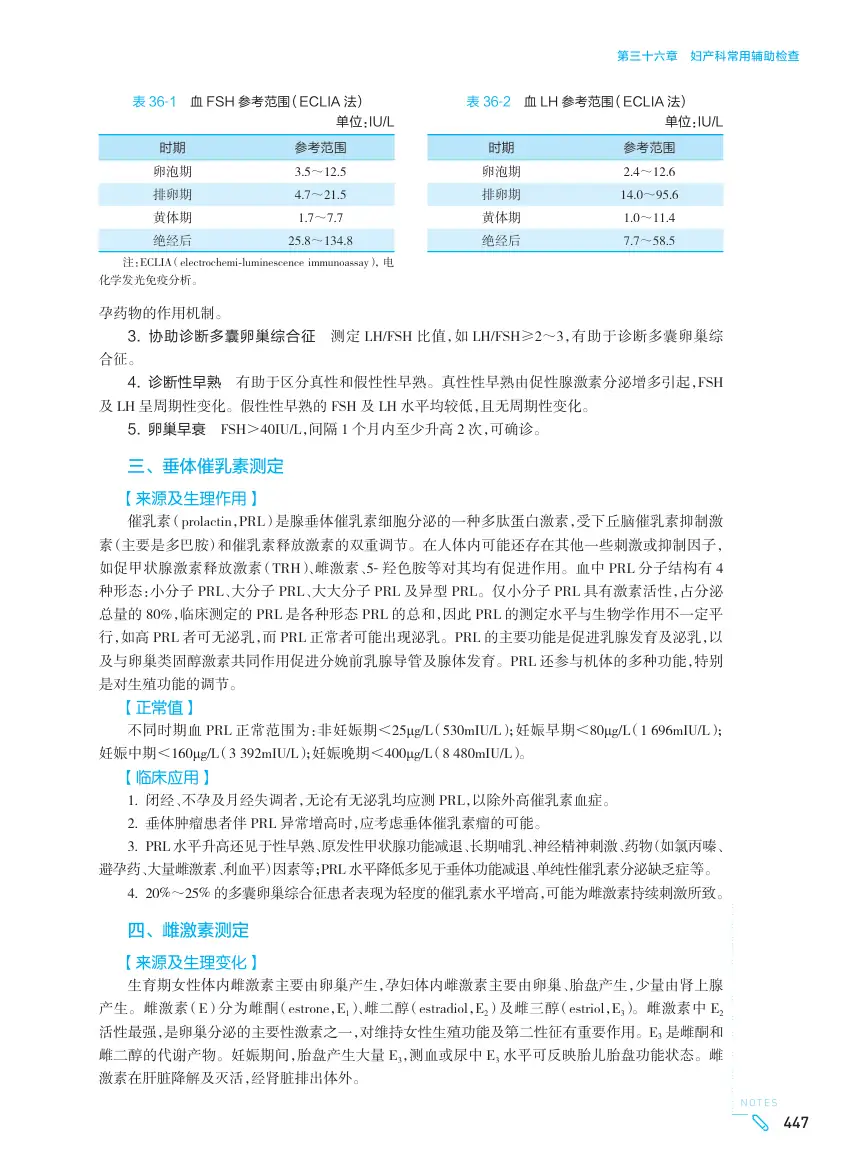 第三十六章 妇产科常用辅助检查
表 36-1 血 FSH 参考范围（ECLIA 法）
单位：IU/L
时期 参考范围
卵泡期 3.5～12.5
排卵期 4.7～21.5
黄体期 1.7～7.7
绝经后 25.8～134.8
注：ECLIA（electrochemi-luminescence immunoassay），电
化学发光免疫分析。
表 36-2 血 LH 参考范围（ECLIA 法）
单位：IU/L
时期 参考范围
卵泡期 2.4～12.6
排卵期 14.0～95.6
黄体期 1.0～11.4
绝经后 7.7～58.5
孕药物的作用机制。
3. 协助诊断多囊卵巢综合征 测定 LH/FSH 比值，如 LH/FSH≥2～3，有助于诊断多囊卵巢综
合征。
4. 诊断性早熟 有助于区分真性和假性性早熟。真性性早熟由促性腺激素分泌增多引起，FSH
及 LH 呈周期性变化。假性性早熟的 FSH 及 LH 水平均较低，且无周期性变化。
5. 卵巢早衰 FSH＞40IU/L，间隔 1 个月内至少升高 2 次，可确诊。
三、垂体催乳素测定
【来源及生理作用】
催乳素（prolactin，PRL）是腺垂体催乳素细胞分泌的一种多肽蛋白激素，受下丘脑催乳素抑制激
素（主要是多巴胺）和催乳素释放激素的双重调节。在人体内可能还存在其他一些刺激或抑制因子，
如促甲状腺激素释放激素（TRH）、雌激素、5- 羟色胺等对其均有促进作用。血中 PRL 分子结构有 4
种形态：小分子 PRL、大分子 PRL、大大分子 PRL 及异型 PRL。仅小分子 PRL 具有激素活性，占分泌
总量的 80%，临床测定的 PRL 是各种形态 PRL 的总和，因此 PRL 的测定水平与生物学作用不一定平
行，如高 PRL 者可无泌乳，而 PRL 正常者可能出现泌乳。PRL 的主要功能是促进乳腺发育及泌乳，以
及与卵巢类固醇激素共同作用促进分娩前乳腺导管及腺体发育。PRL 还参与机体的多种功能，特别
是对生殖功能的调节。
【正常值】
不同时期血 PRL 正常范围为：非妊娠期＜25μg/L（530mIU/L）；妊娠早期＜80μg/L（1 696mIU/L）；
妊娠中期＜160μg/L（3 392mIU/L）；妊娠晚期＜400μg/L（8 480mIU/L）。
【临床应用】
1. 闭经、不孕及月经失调者，无论有无泌乳均应测 PRL，以除外高催乳素血症。
2. 垂体肿瘤患者伴 PRL 异常增高时，应考虑垂体催乳素瘤的可能。
3. PRL 水平升高还见于性早熟、原发性甲状腺功能减退、长期哺乳、神经精神刺激、药物（如氯丙嗪、
避孕药、大量雌激素、利血平）因素等；PRL 水平降低多见于垂体功能减退、单纯性催乳素分泌缺乏症等。
4. 20%～25% 的多囊卵巢综合征患者表现为轻度的催乳素水平增高，可能为雌激素持续刺激所致。
四、雌激素测定
【来源及生理变化】
生育期女性体内雌激素主要由卵巢产生，孕妇体内雌激素主要由卵巢、胎盘产生，少量由肾上腺
产生。雌激素（E）分为雌酮（estrone，E₁）、雌二醇（estradiol，E₂）及雌三醇（estriol，E₃）。雌激素中 E₂
活性最强，是卵巢分泌的主要性激素之一，对维持女性生殖功能及第二性征有重要作用。E₃ 是雌酮和
雌二醇的代谢产物。妊娠期间，胎盘产生大量 E₃，测血或尿中 E₃ 水平可反映胎儿胎盘功能状态。雌
激素在肝脏降解及灭活，经肾脏排出体外。
NOTES
447